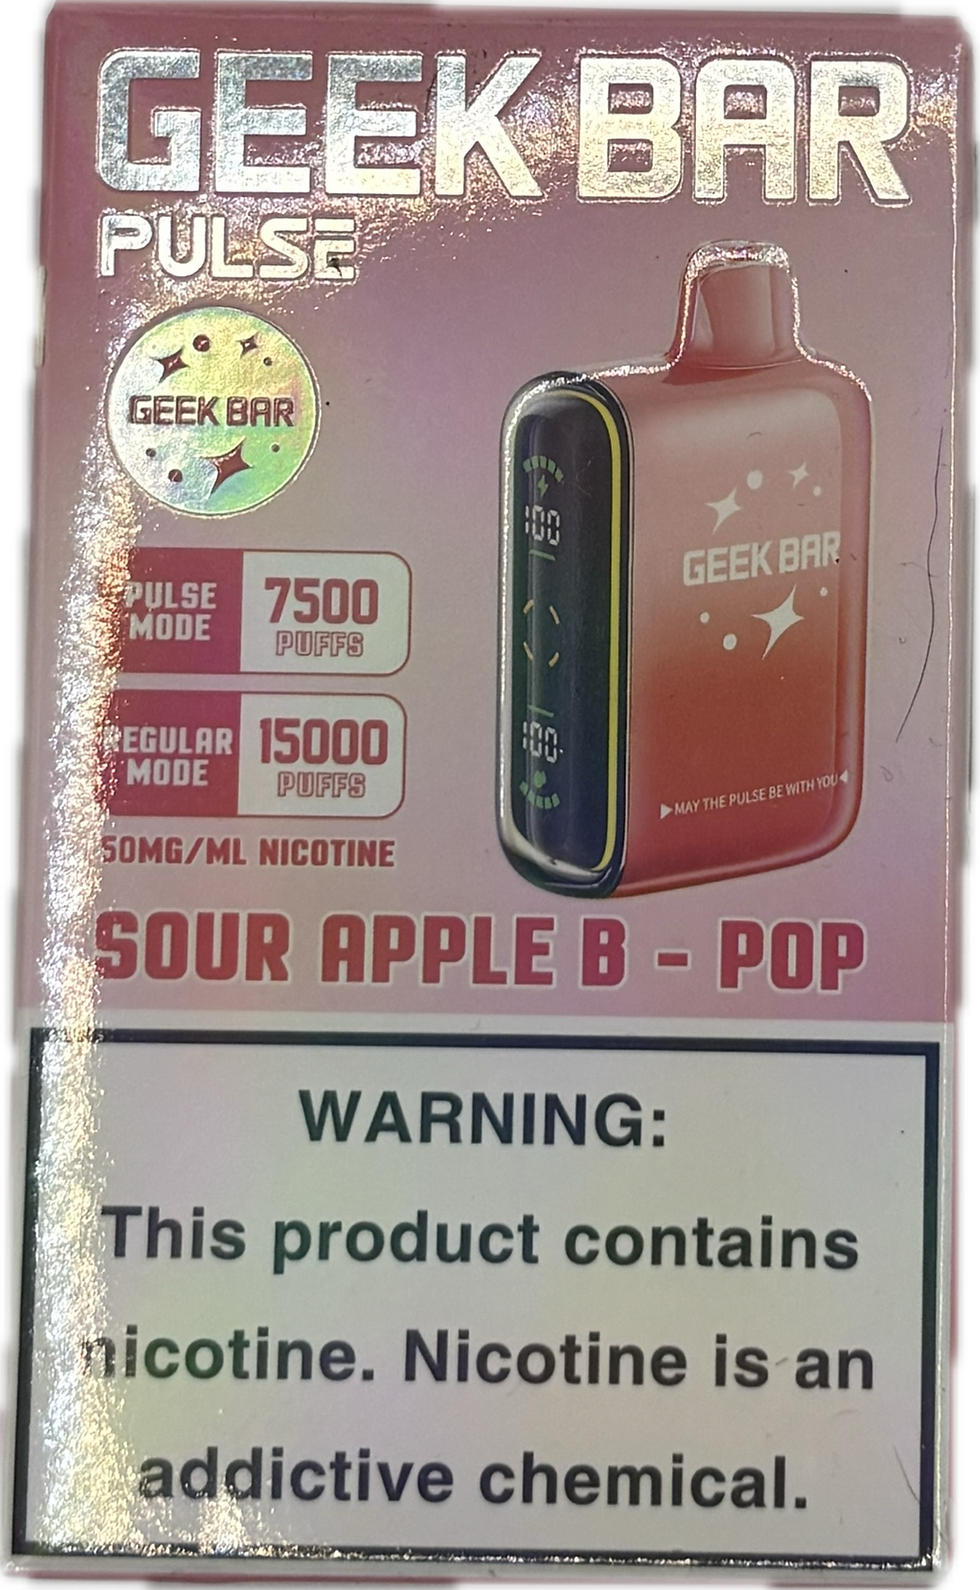 GEEK BAR
PULSE
GEEK BAR
PULSE MODE
7500 PUFFS
REGULAR MODE
15000 PUFFS
50MG/ML NICOTINE
100
100
GEEK BAR
MAY THE PULSE BE WITH YOU
SOUR APPLE B - POP
WARNING:
This product contains
nicotine. Nicotine is an
addictive chemical.